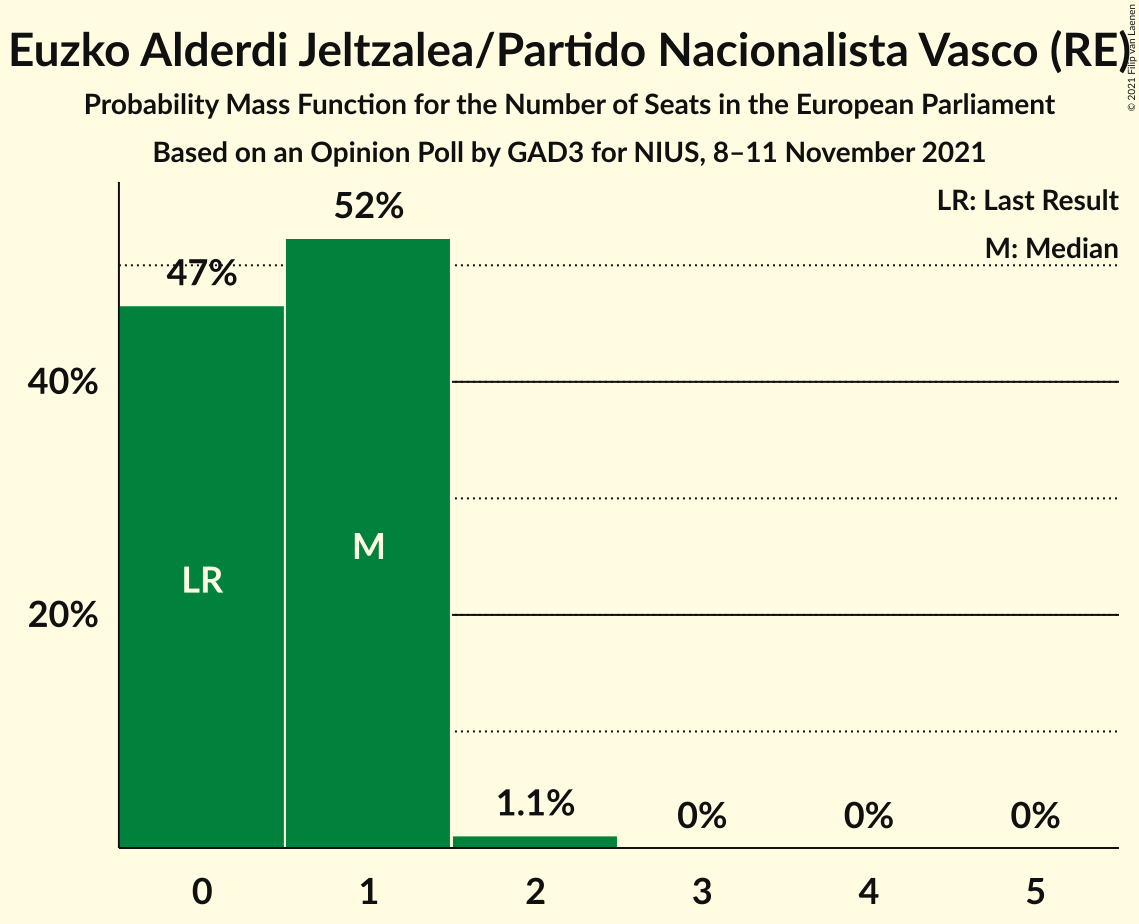 Euzko Alderdi Jeltzalea/Partido Nacionalista Vasco (RE)
© 2021 Filip van Laenen
Probability Mass Function for the Number of Seats in the European Parliament
Based on an Opinion Poll by GAD3 for NIUS, 8–11 November 2021
LR: Last Result
M: Median
52%
47%
40%
20%
LR
M
1.1%
0%
0%
0%
0
1
2
3
4
5